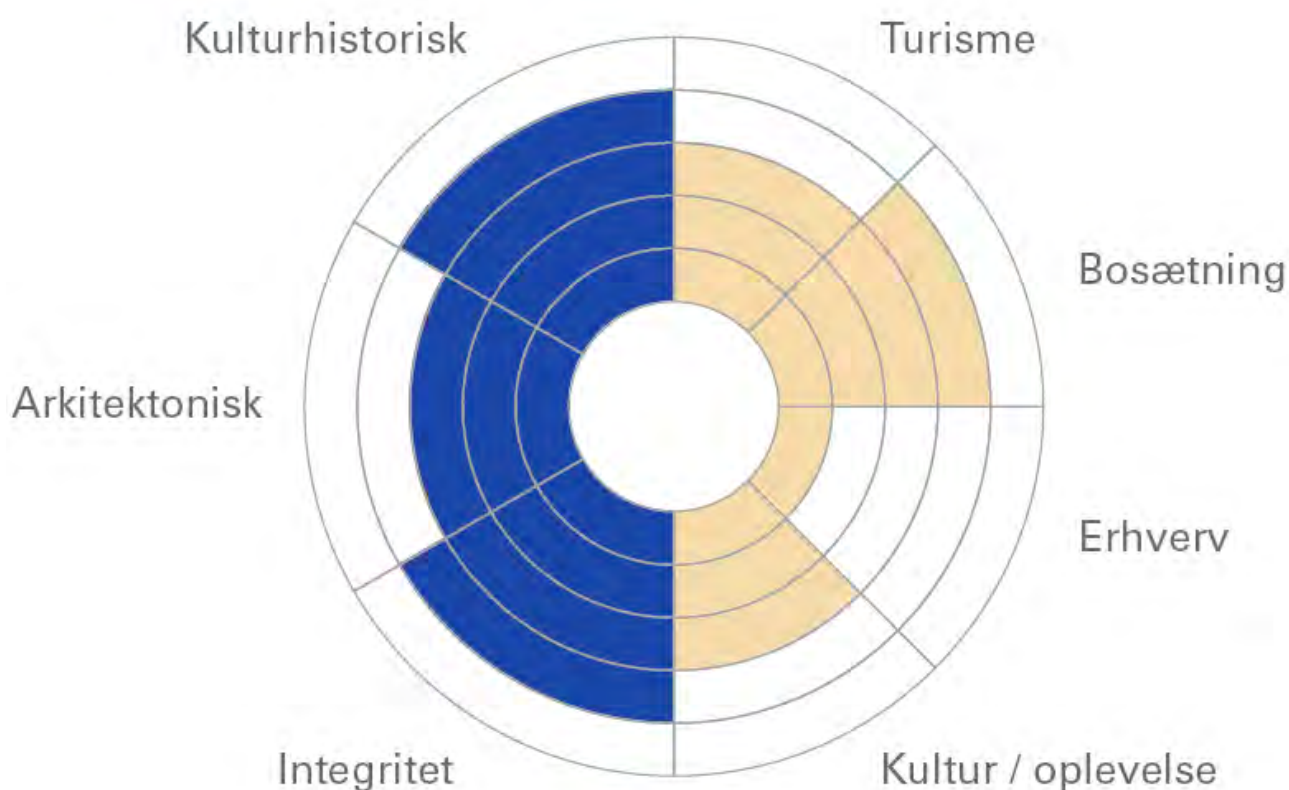 Kulturhistorisk
Turisme
Bosætning
Arkitektonisk
Erhverv
Integritet
Kultur / oplevelse